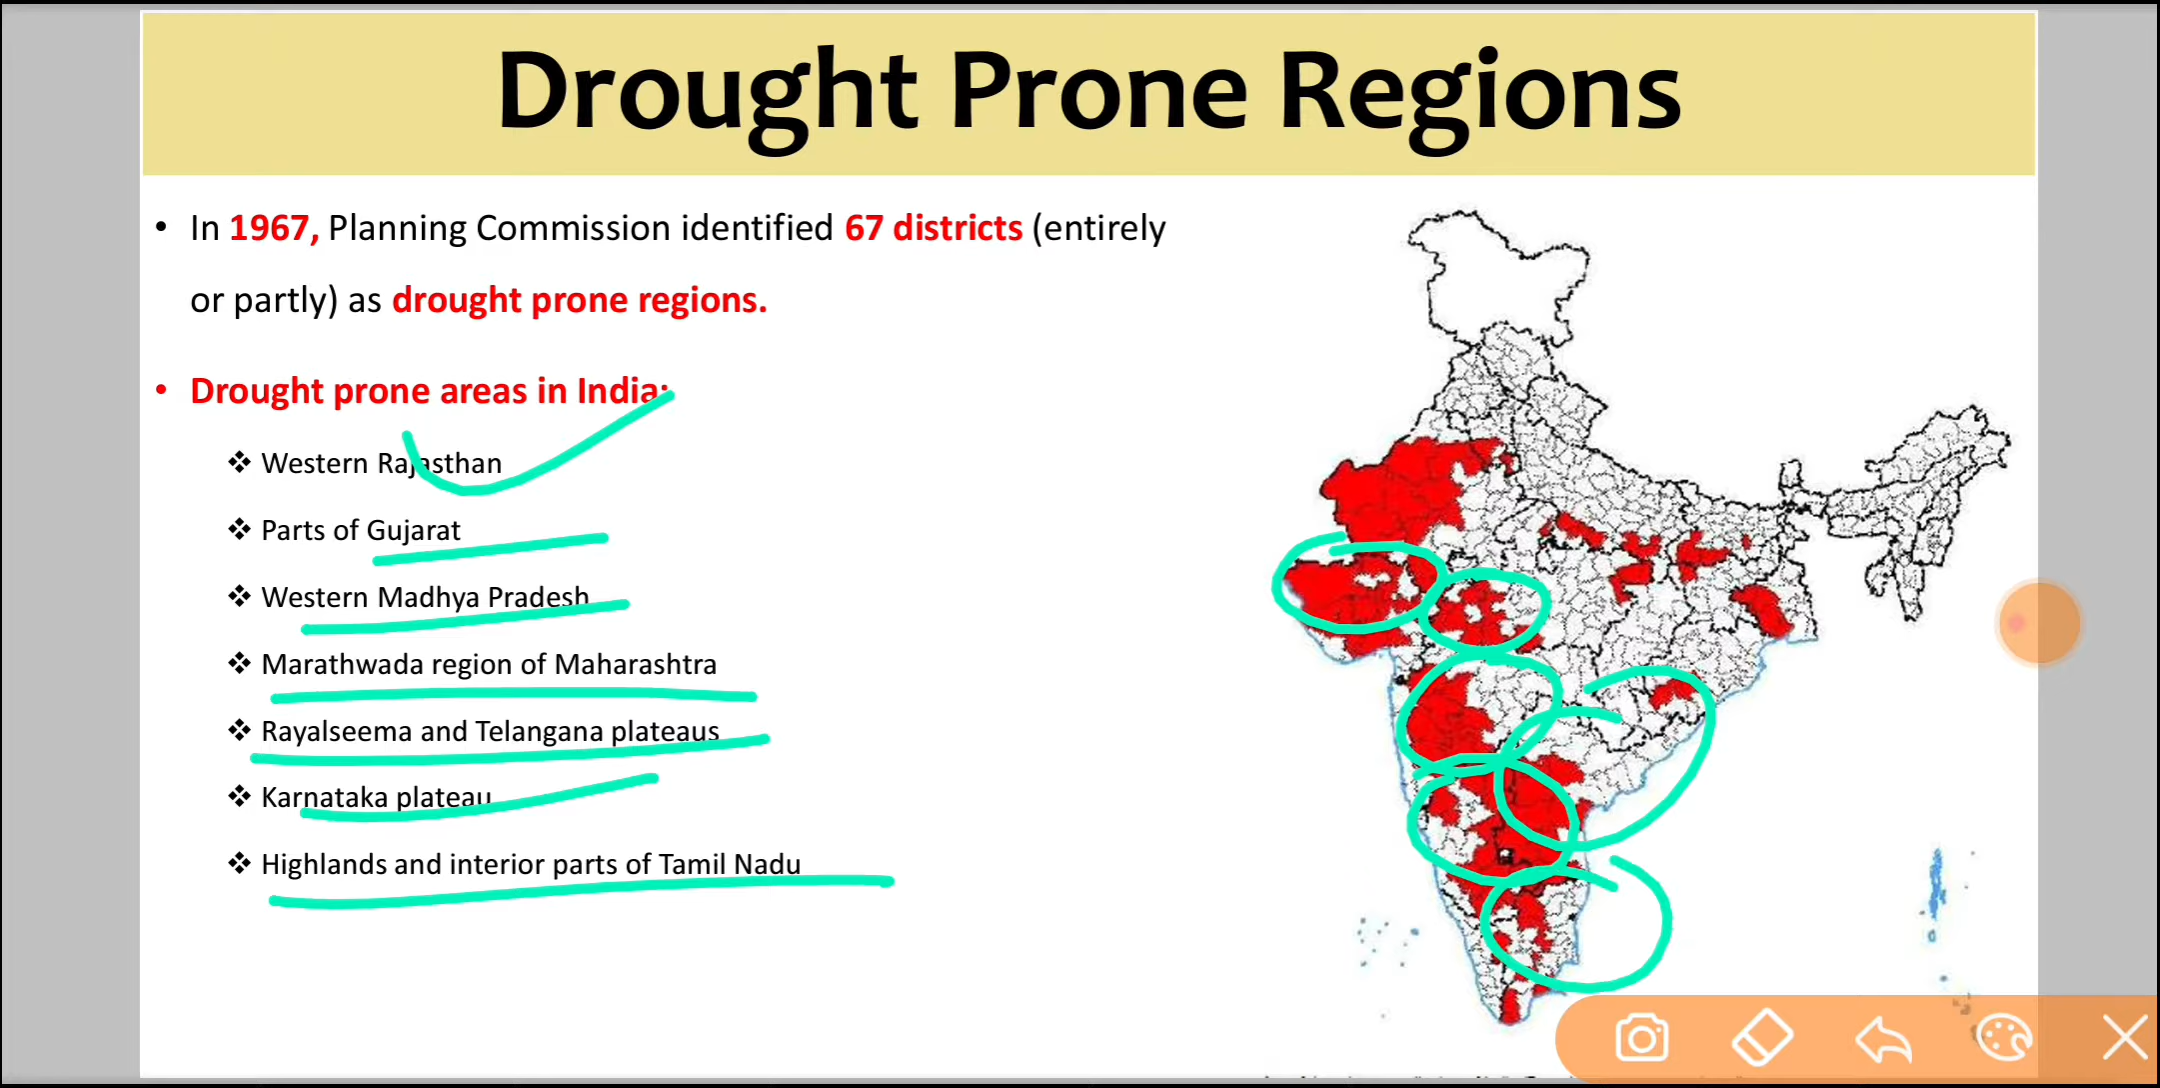 Drought Prone Regions
• In 1967, Planning Commission identified 67 districts (entirely
or partly) as drought prone regions.
• Drought prone areas in India:
❖ Western Rajasthan
❖ Parts of Gujarat
❖ Western Madhya Pradesh
❖ Marathwada region of Maharashtra
❖ Rayalseema and Telangana plateaus
❖ Karnataka plateau
❖ Highlands and interior parts of Tamil Nadu